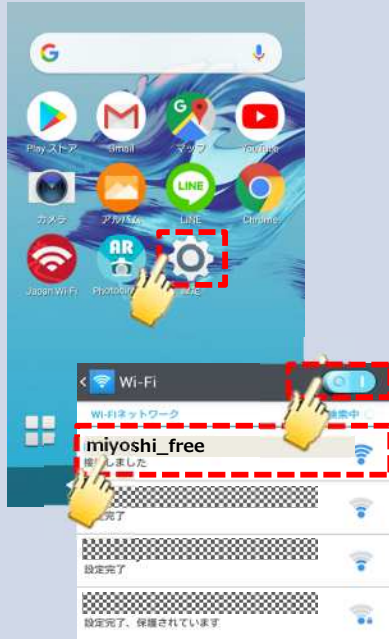 G
Play ストア
Gmail
マップ
YouTube
カメラ
アルバム
LINE
LINE
Chrome
AR
Japan Wi-Fi
設定
Wi-Fi
Wi-Fiネットワーク
検索中
miyoshi_free
接続しました
設定完了
設定完了
設定完了、保護されています